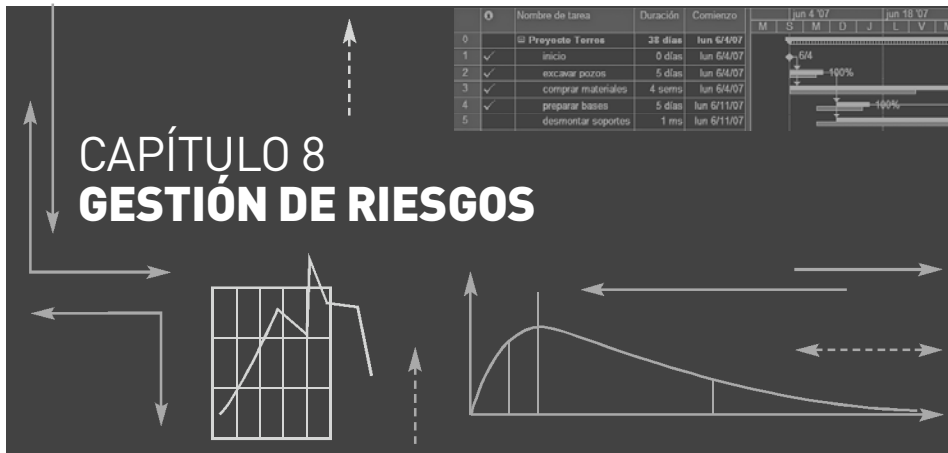 Nombre de tarea Duración Comienzo jun 4 '07 jun 18 '07
M S M D J L V M
0 Proyecto Torres 38 días lun 6/4/07
1 inicio 0 días lun 6/4/07 6/4
2 excavar pozos 5 días lun 6/4/07 100%
3 comprar materiales 4 sems lun 6/4/07
4 preparar bases 5 días lun 6/11/07 100%
5 desmontar soportes 1 ms lun 6/11/07
CAPÍTULO 8
GESTIÓN DE RIESGOS